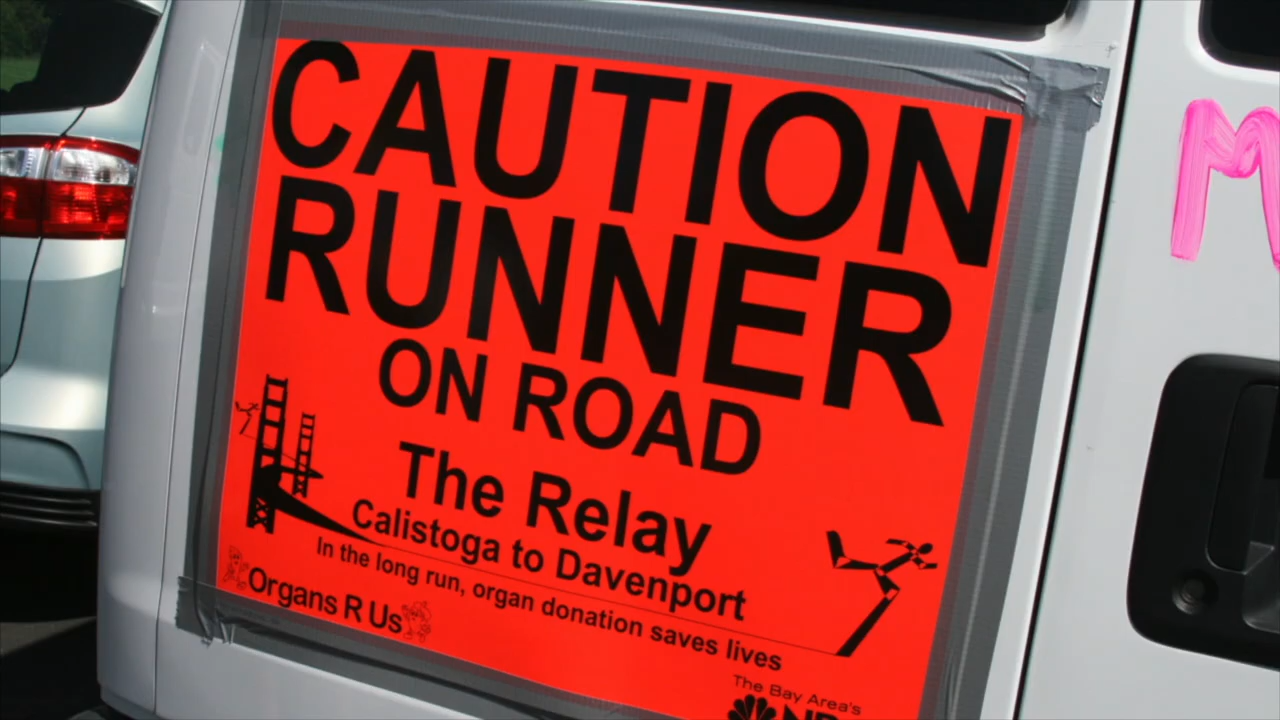 CAUTION
RUNNER
ON ROAD
The Relay
Calistoga to Davenport
In the long run, organ donation saves lives
Organs R Us
The Bay Area's
M